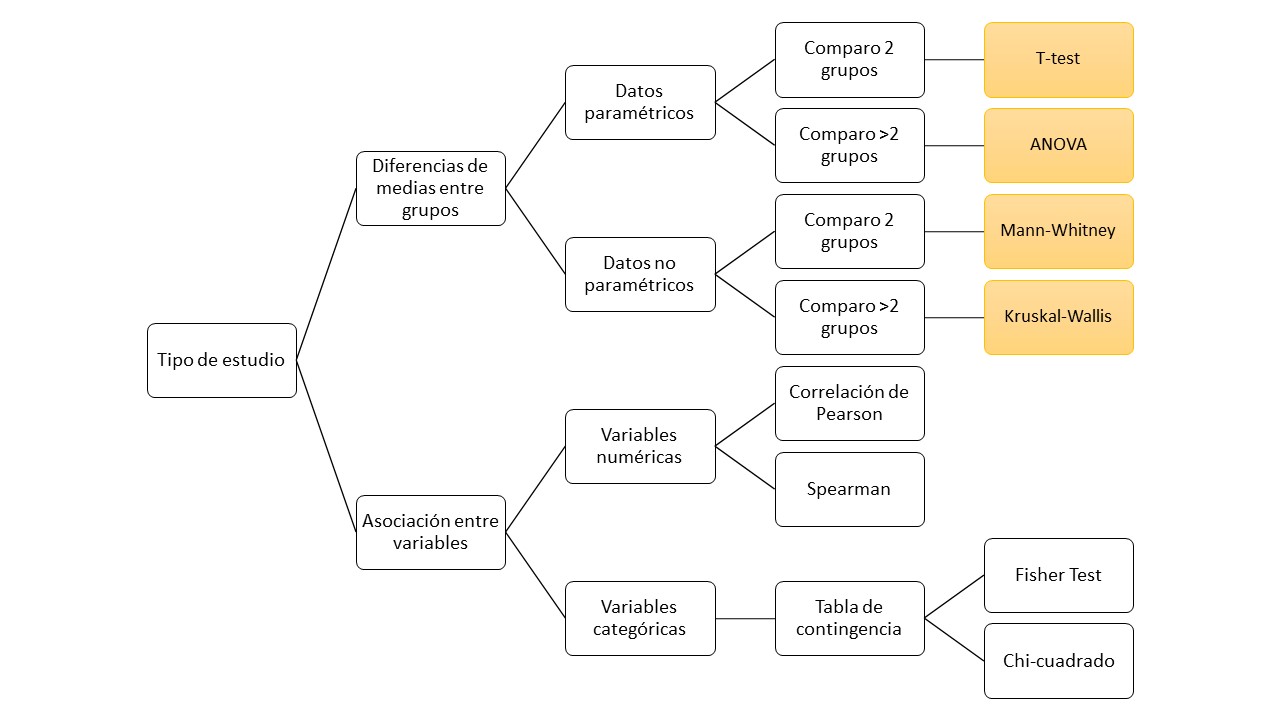 Tipo de estudio
Diferencias de
medias entre
grupos
Datos
paramétricos
Comparo 2
grupos
T-test
Comparo >2
grupos
ANOVA
Datos no
paramétricos
Comparo 2
grupos
Mann-Whitney
Comparo >2
grupos
Kruskal-Wallis
Asociación entre
variables
Variables
numéricas
Correlación de
Pearson
Spearman
Variables
categóricas
Tabla de
contingencia
Fisher Test
Chi-cuadrado